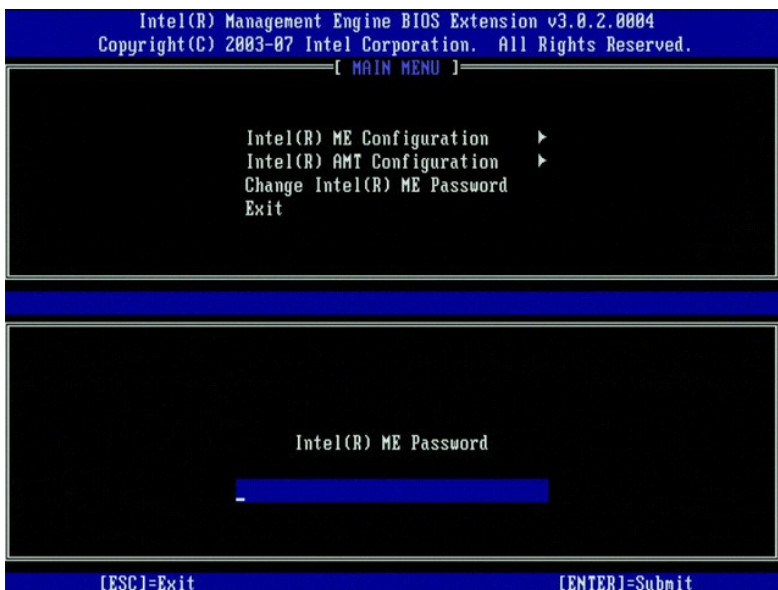 Intel(R) Management Engine BIOS Extension v3.0.2.0004
Copyright(C) 2003-07 Intel Corporation. All Rights Reserved.
[ MAIN MENU ]
Intel(R) ME Configuration ►
Intel(R) AMT Configuration ►
Change Intel(R) ME Password
Exit
Intel(R) ME Password
_
[ESC]=Exit [ENTER]=Submit